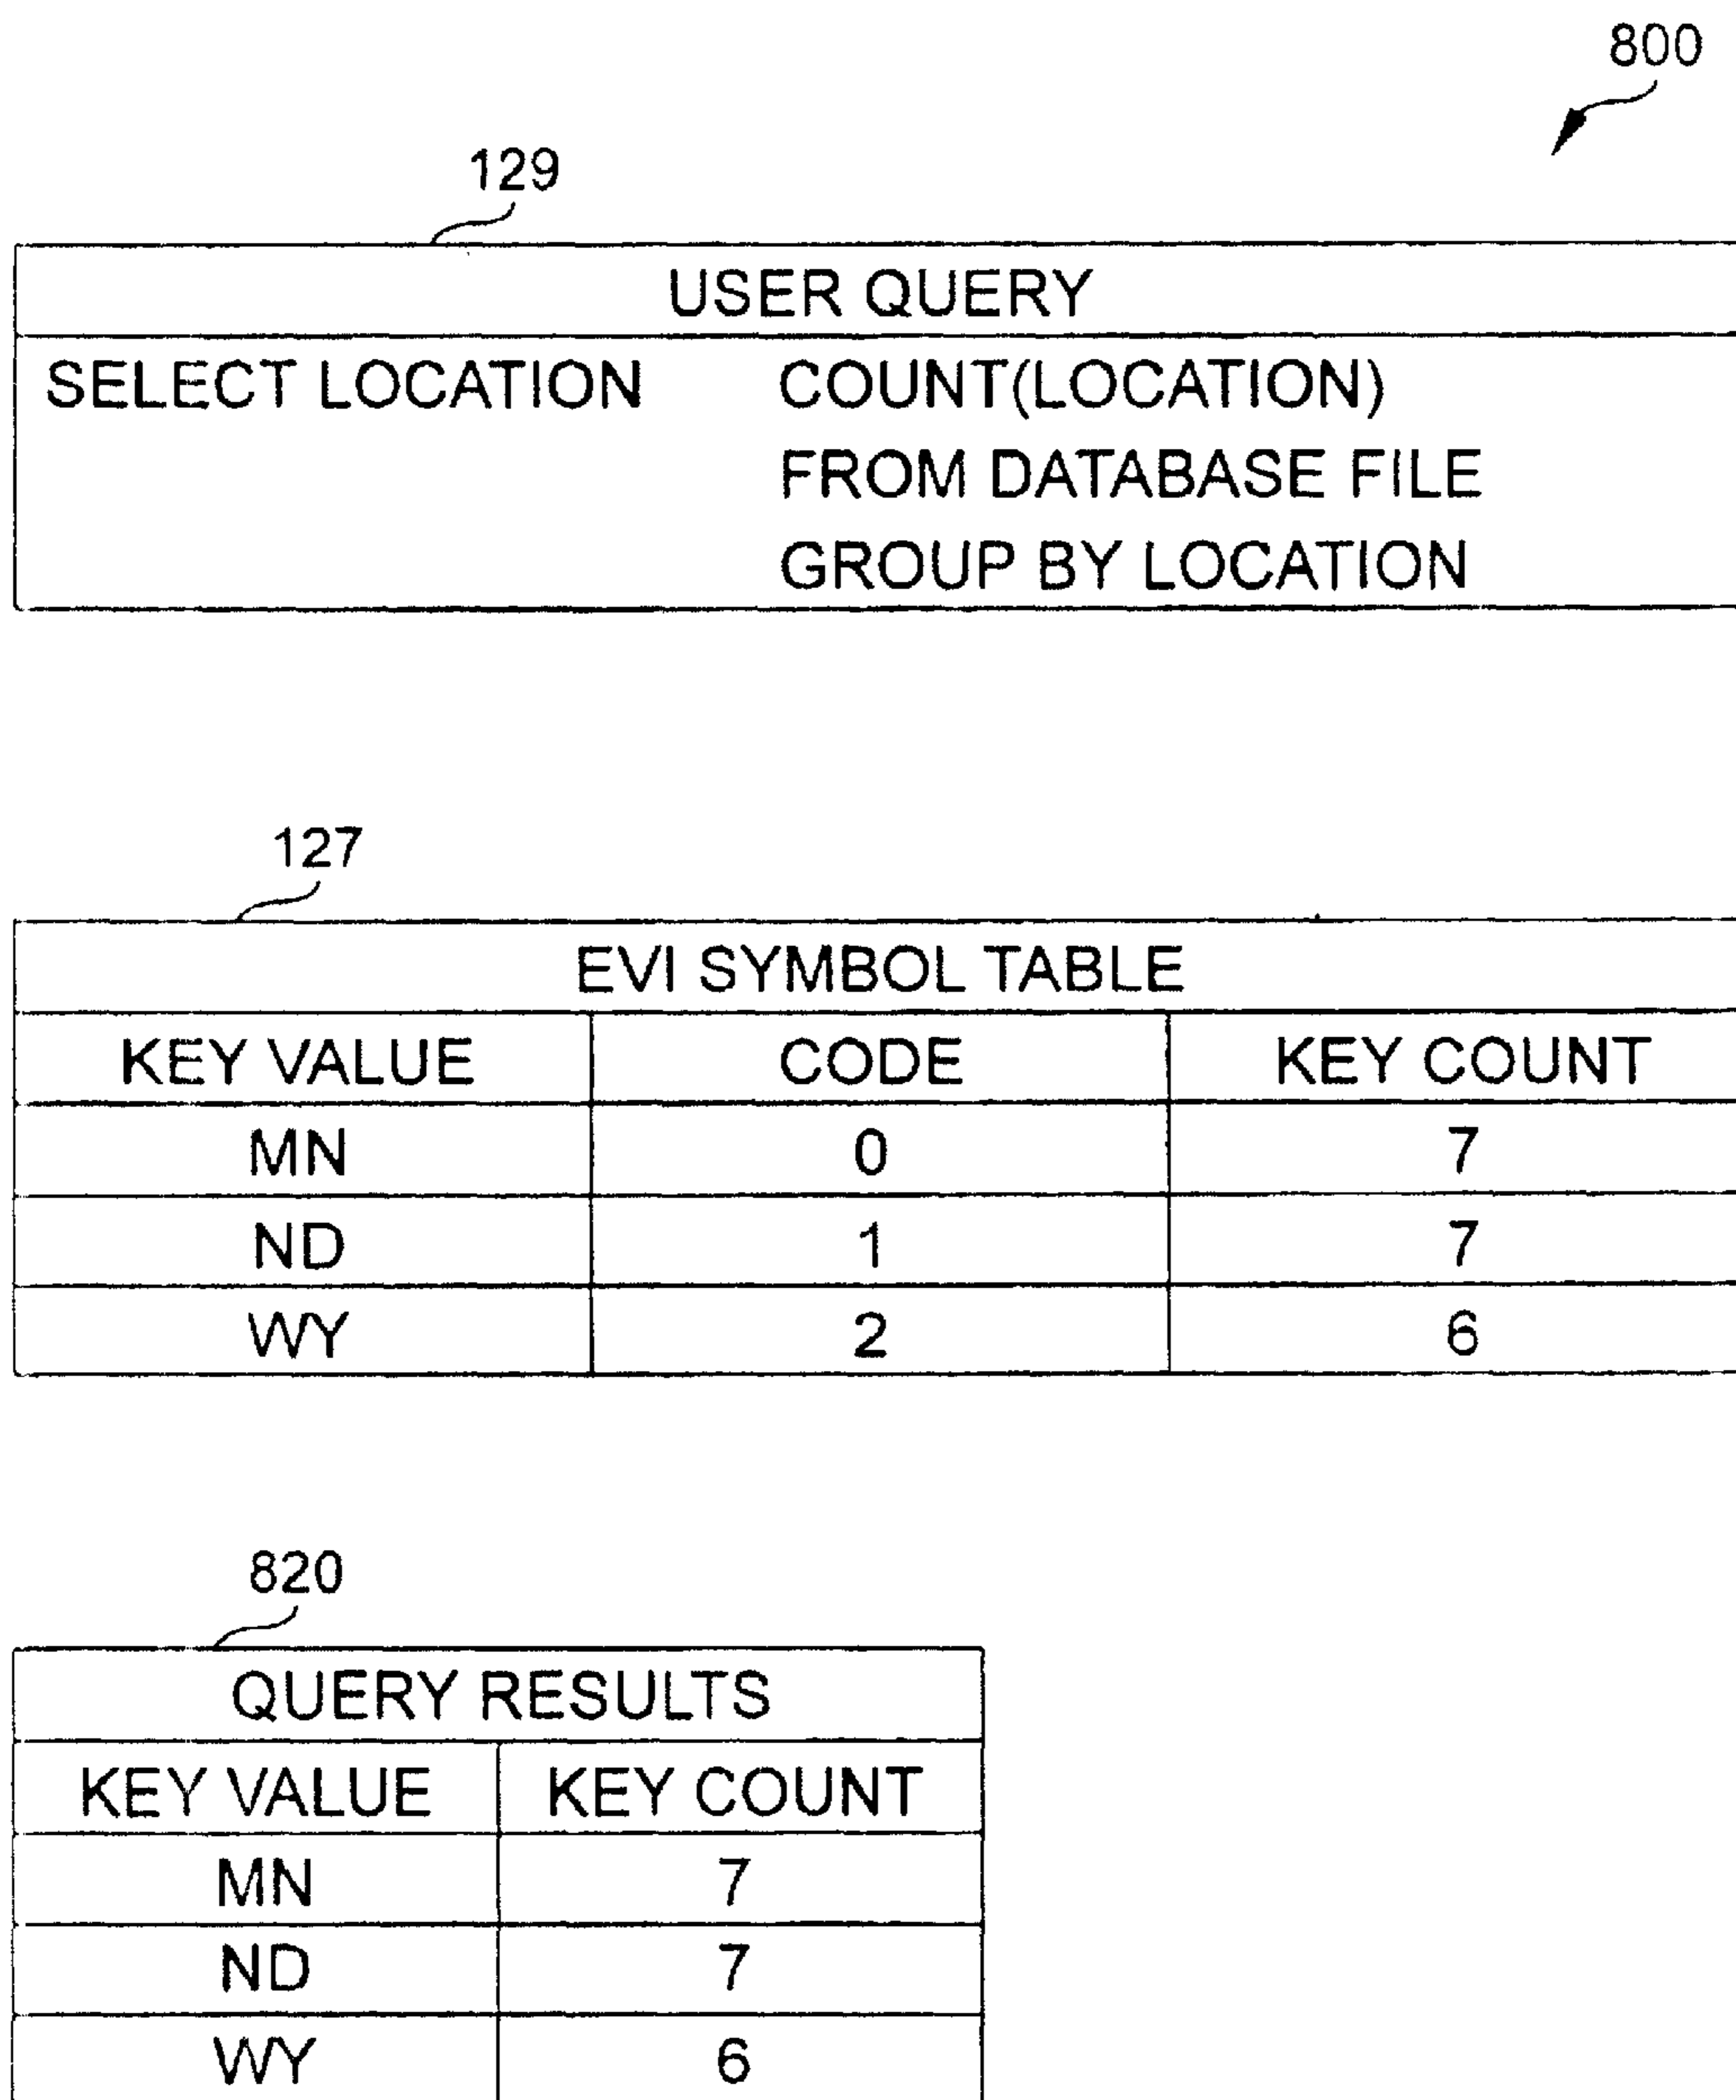 800
129
USER QUERY
SELECT LOCATION COUNT(LOCATION)
FROM DATABASE FILE
GROUP BY LOCATION
127
EVI SYMBOL TABLE
KEY VALUE CODE KEY COUNT
MN 0 7
ND 1 7
WY 2 6
820
QUERY RESULTS
KEY VALUE KEY COUNT
MN 7
ND 7
WY 6